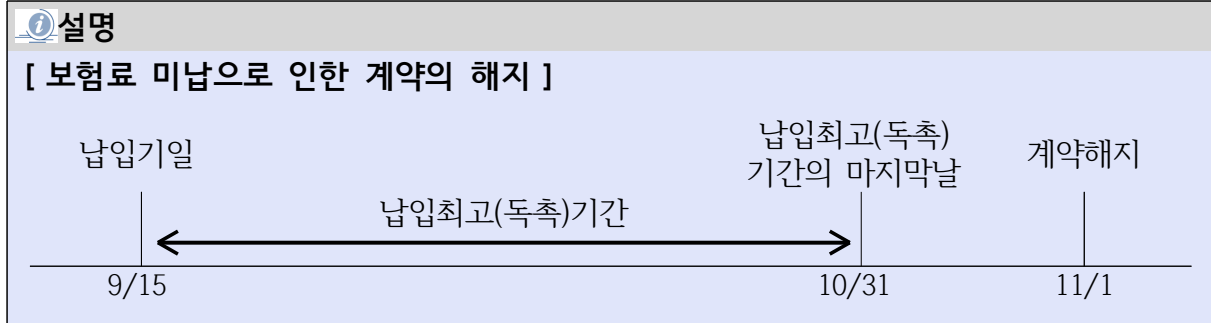 설명
[ 보험료 미납으로 인한 계약의 해지 ]
납입기일
납입최고(독촉)
기간의 마지막날
계약해지
납입최고(독촉)기간
9/15
10/31
11/1